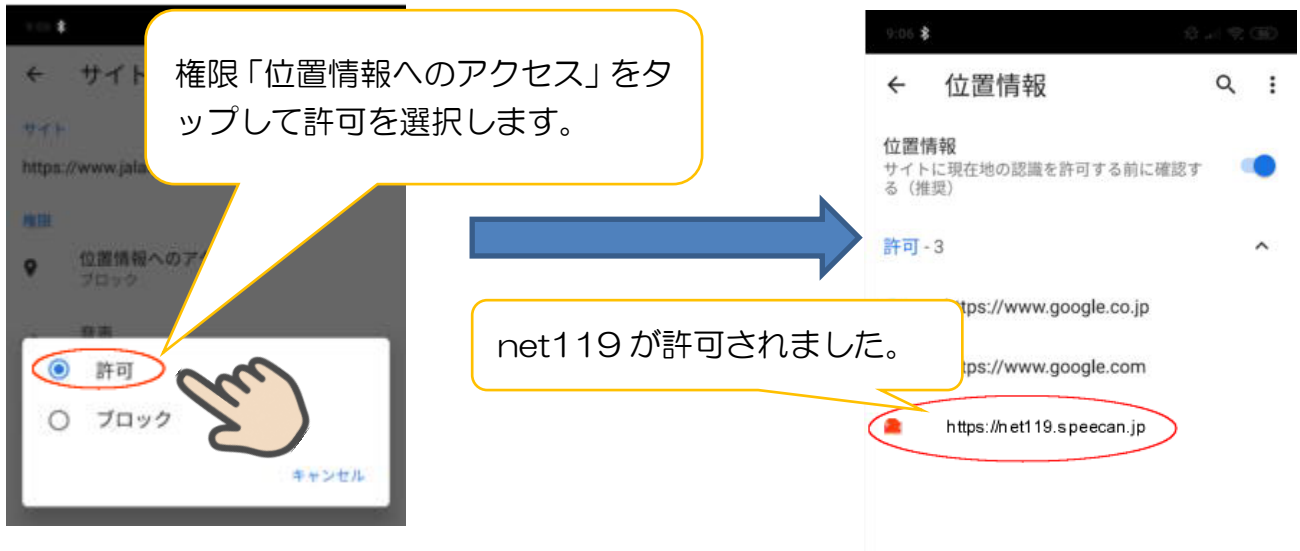 サイト
権限「位置情報へのアクセス」をタ
ップして許可を選択します。
サイト
https://www.jala
権限
位置情報へのア
ブロック
音声
許可
ブロック
キャンセル
9:06
位置情報
位置情報
サイトに現在地の認識を許可する前に確認す
る（推奨）
許可 - 3
tps://www.google.co.jp
net119 が許可されました。
tps://www.google.com
https://net119.speecan.jp